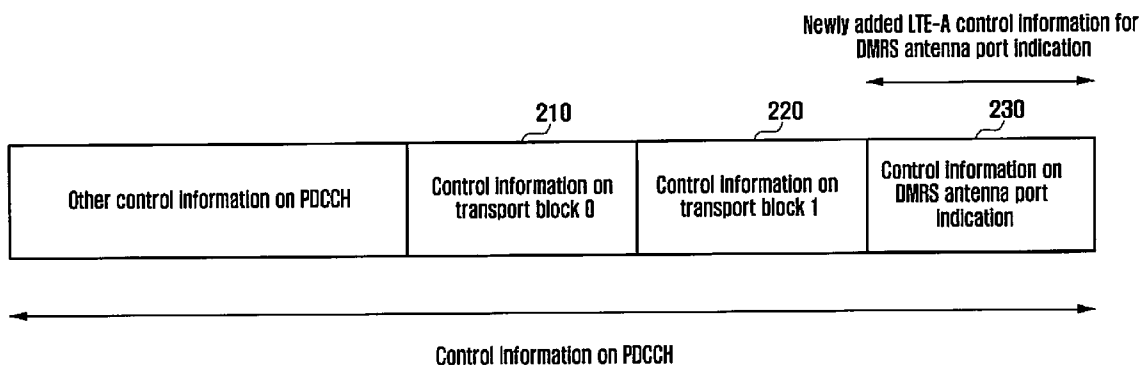 Newly added LTE-A control information for
DMRS antenna port indication
210
220
230
Other control information on PDCCH
Control information on
transport block 0
Control information on
transport block 1
Control information on
DMRS antenna port
indication
Control information on PDCCH